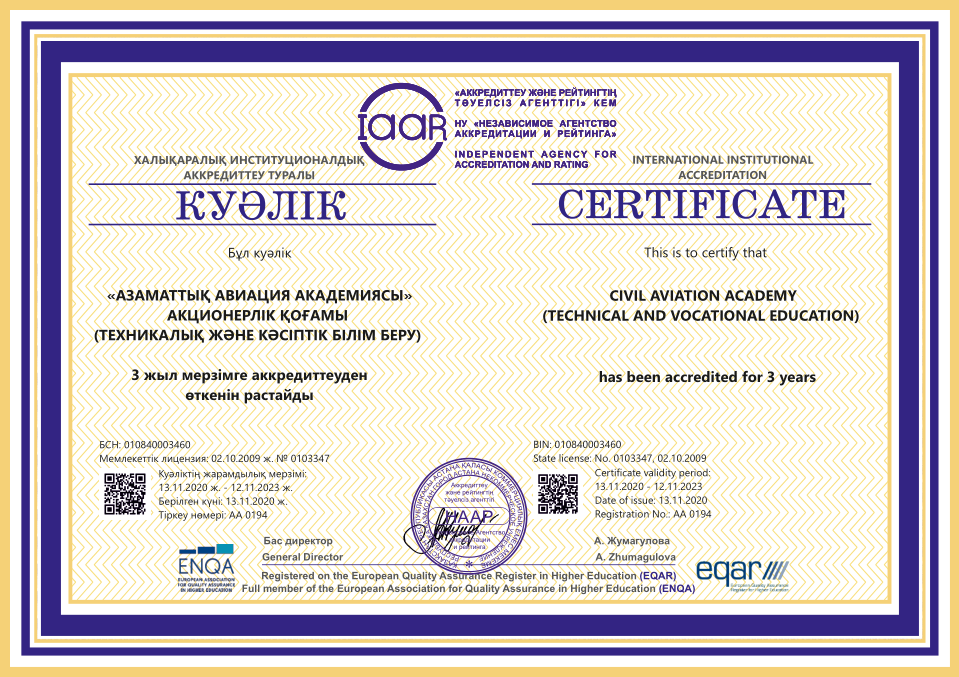 iaar
«АККРЕДИТТЕУ ЖӘНЕ РЕЙТИНГТІҢ
ТӘУЕЛСІЗ АГЕНТТІГІ» КЕМ
НУ «НЕЗАВИСИМОЕ АГЕНТСТВО
АККРЕДИТАЦИИ И РЕЙТИНГА»
INDEPENDENT AGENCY FOR
ACCREDITATION AND RATING
ХАЛЫҚАРАЛЫҚ ИНСТИТУЦИОНАЛДЫҚ
АККРЕДИТТЕУ ТУРАЛЫ
КУӘЛІК
Бұл куәлік
«АЗАМАТТЫҚ АВИАЦИЯ АКАДЕМИЯСЫ»
АКЦИОНЕРЛІК ҚОҒАМЫ
(ТЕХНИКАЛЫҚ ЖӘНЕ КӘСІПТІК БІЛІМ БЕРУ)
3 жыл мерзімге аккредиттеуден
өткенін растайды
БСН: 010840003460
Мемлекеттік лицензия: 02.10.2009 ж. № 0103347
Куәліктің жарамдылық мерзімі:
13.11.2020 ж. - 12.11.2023 ж.
Берілген күні: 13.11.2020 ж.
Тіркеу нөмері: AA 0194
INTERNATIONAL INSTITUTIONAL
ACCREDITATION
CERTIFICATE
This is to certify that
CIVIL AVIATION ACADEMY
(TECHNICAL AND VOCATIONAL EDUCATION)
has been accredited for 3 years
BIN: 010840003460
State license: No. 0103347, 02.10.2009
Certificate validity period:
13.11.2020 - 12.11.2023
Date of issue: 13.11.2020
Registration No.: AA 0194
Аккредиттеу
және рейтингтің
тәуелсіз агенттігі
НААР
и рейтинга
Бас директор
А. Жумагулова
General Director
A. Zhumagulova
ENQA
EUROPEAN ASSOCIATION
FOR QUALITY ASSURANCE
IN HIGHER EDUCATION
Registered on the European Quality Assurance Register in Higher Education (EQAR)
Full member of the European Association for Quality Assurance in Higher Education (ENQA)
eqar
European Quality Assurance
Register for Higher Education